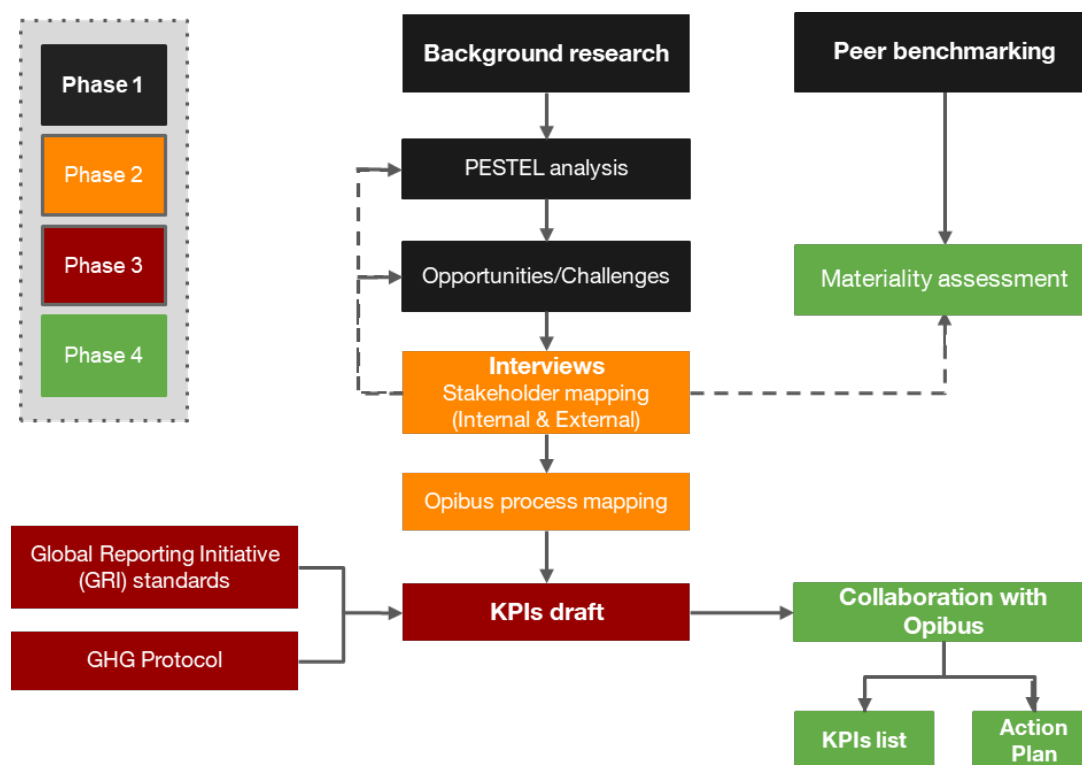 Phase 1
Phase 2
Phase 3
Phase 4
Background research
Peer benchmarking
PESTEL analysis
Opportunities/Challenges
Materiality assessment
Interviews
Stakeholder mapping
(Internal & External)
Opibus process mapping
Global Reporting Initiative
(GRI) standards
GHG Protocol
KPIs draft
Collaboration with
Opibus
KPIs list
Action
Plan